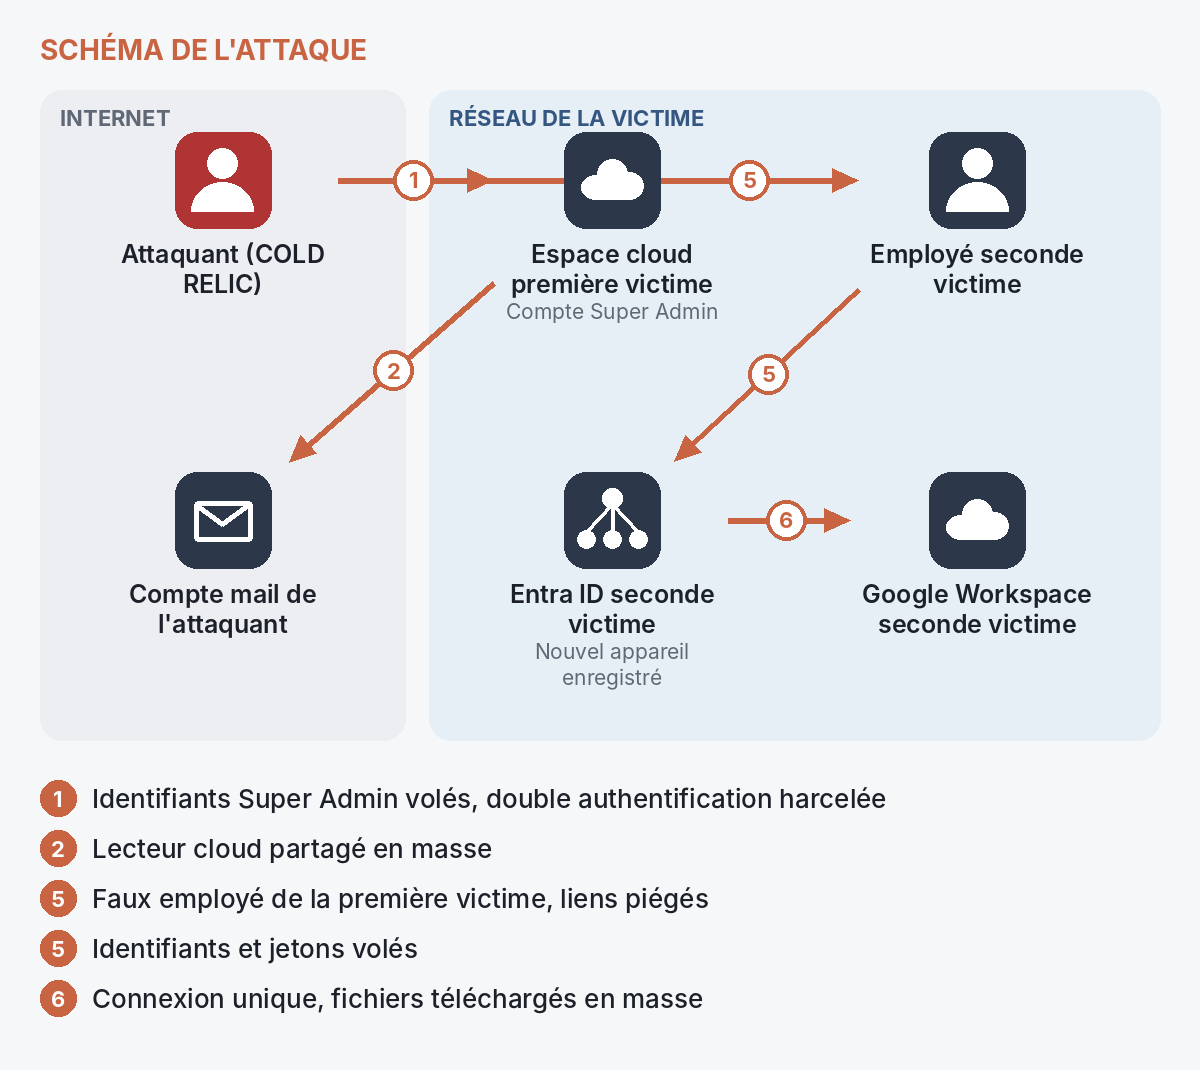 SCHÉMA DE L'ATTAQUE
INTERNET
RÉSEAU DE LA VICTIME
1
5
Attaquant (COLD
RELIC)
Espace cloud
première victime
Compte Super Admin
Employé seconde
victime
2
5
Compte mail de
l'attaquant
Entra ID seconde
victime
Nouvel appareil
enregistré
6
Google Workspace
seconde victime
1 Identifiants Super Admin volés, double authentification harcelée
2 Lecteur cloud partagé en masse
5 Faux employé de la première victime, liens piégés
5 Identifiants et jetons volés
6 Connexion unique, fichiers téléchargés en masse